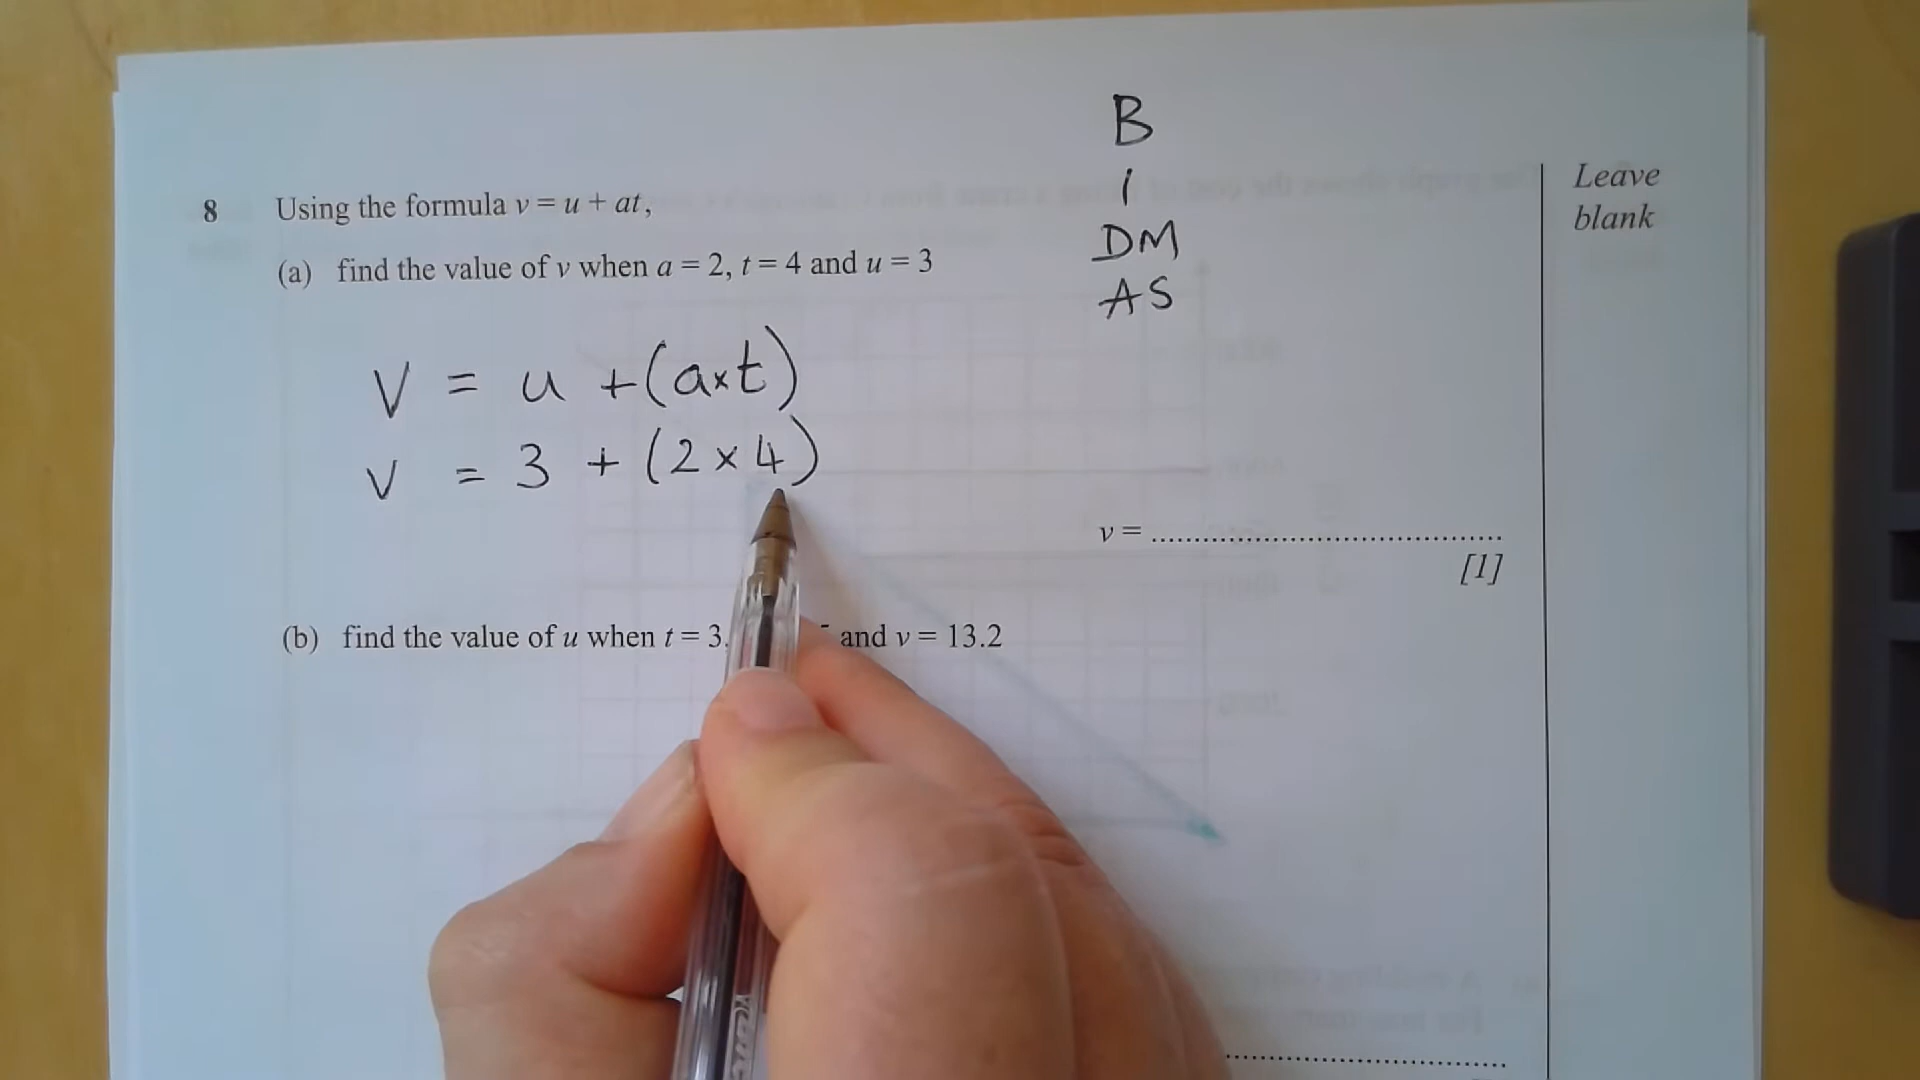 B
I
DM
AS
Leave
blank
8 Using the formula v = u + at,
(a) find the value of v when a = 2, t = 4 and u = 3
V = u + (a×t)
V = 3 + (2 × 4)
v = ........................................
[1]
(b) find the value of u when t = 3. and v = 13.2